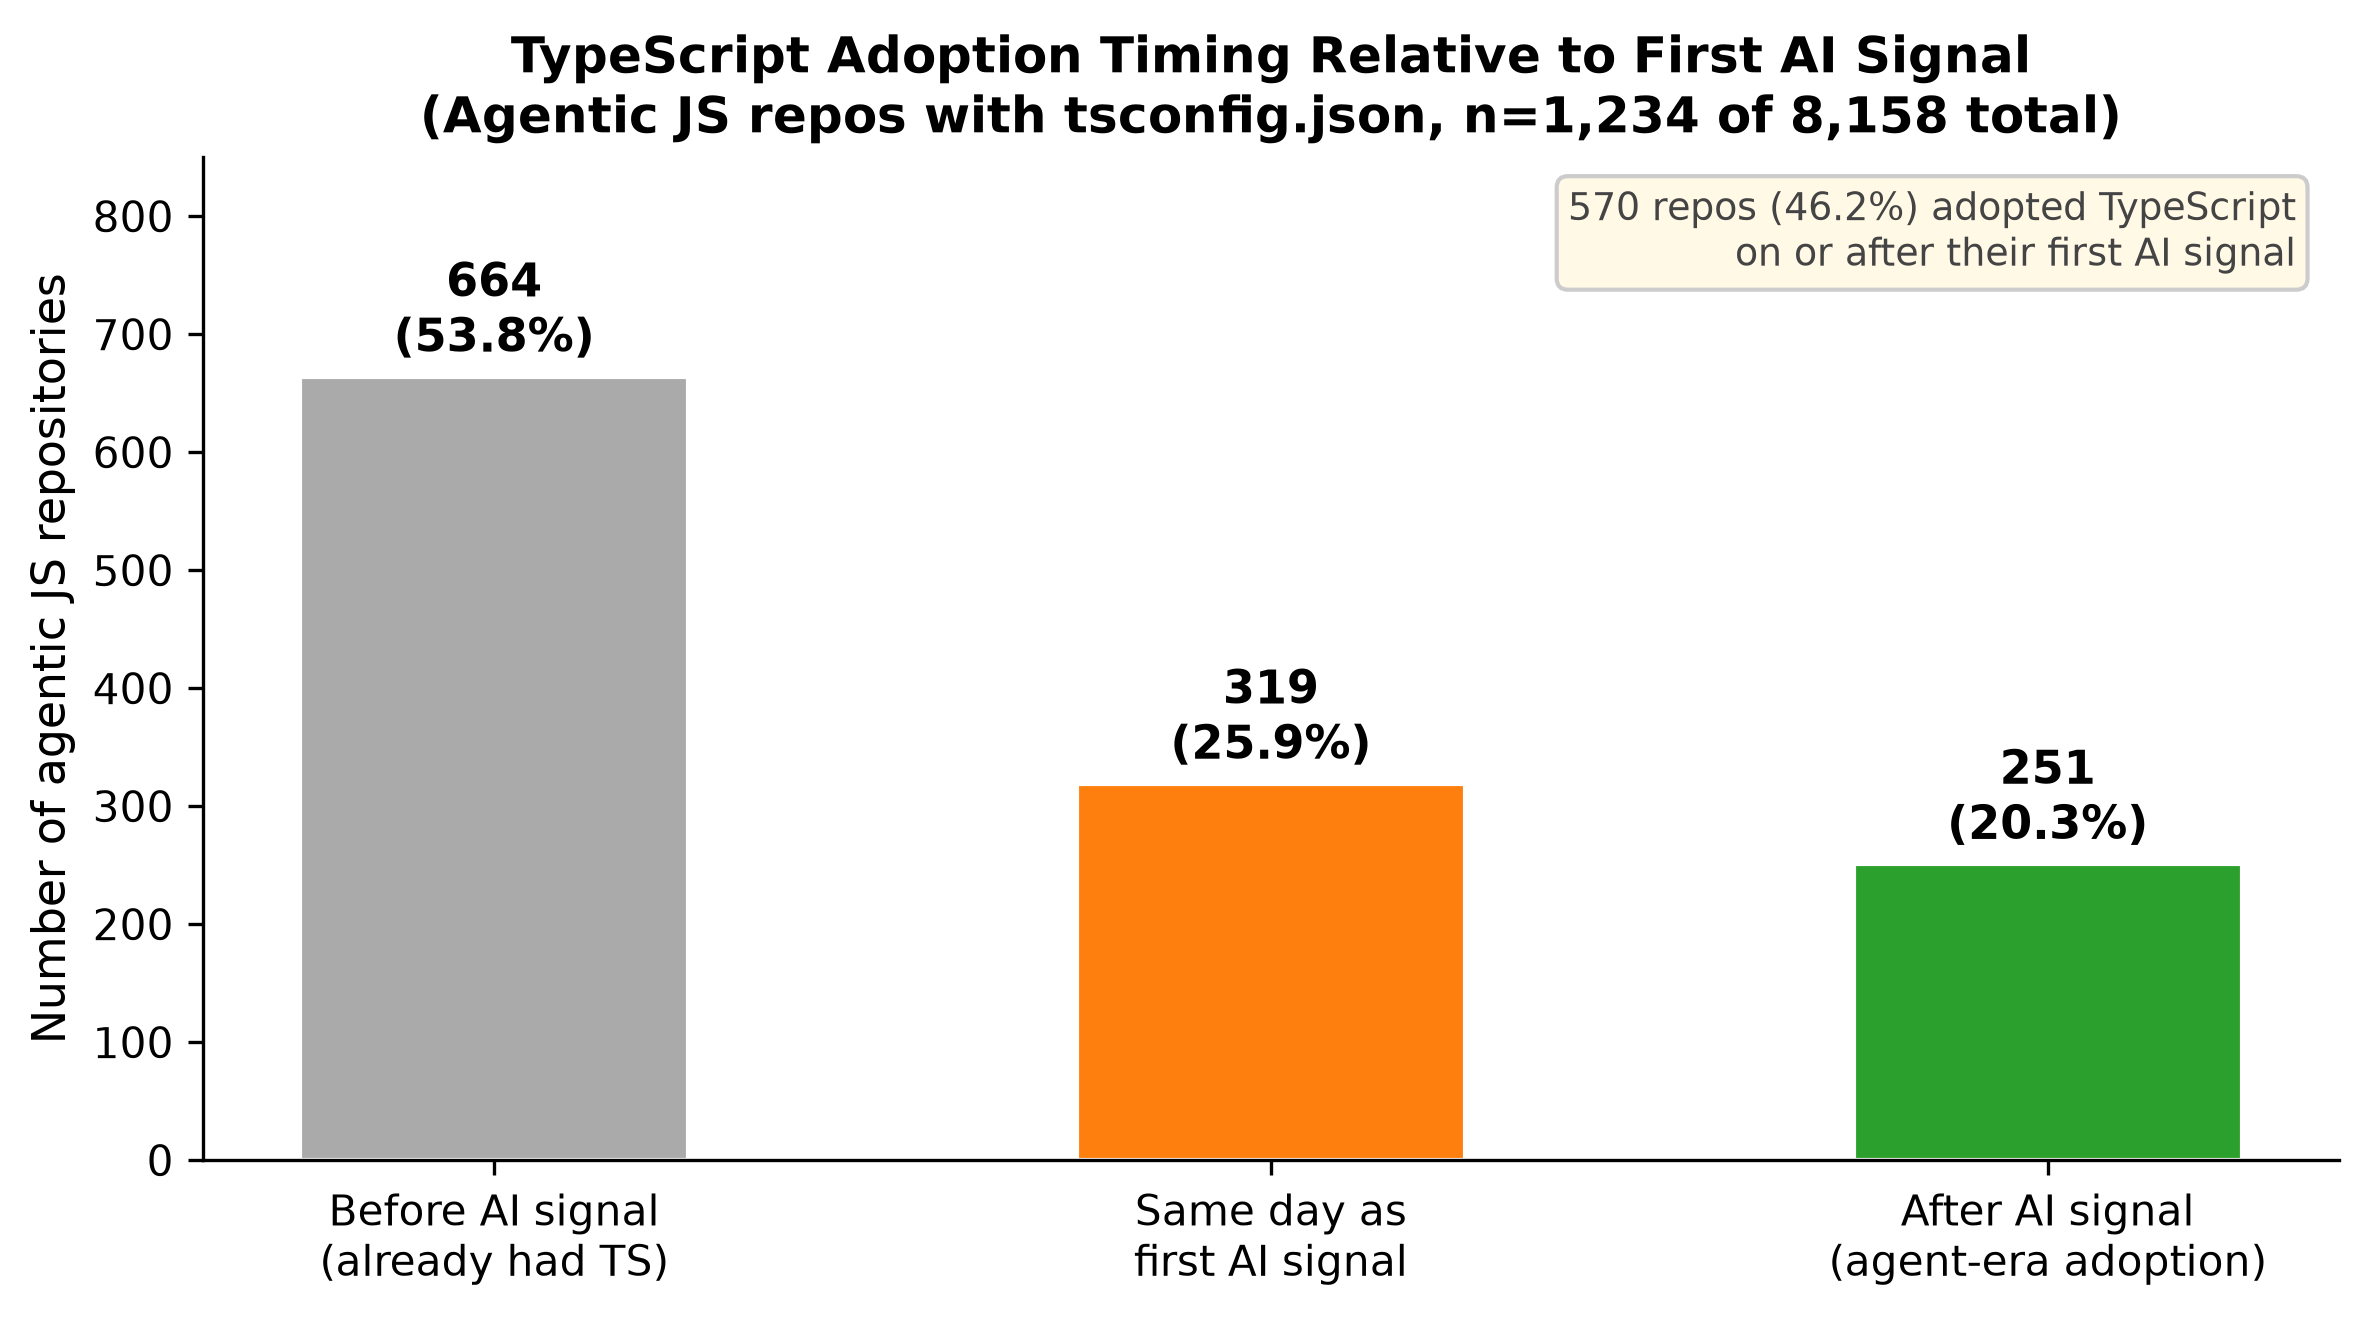 TypeScript Adoption Timing Relative to First AI Signal
(Agentic JS repos with tsconfig.json, n=1,234 of 8,158 total)
570 repos (46.2%) adopted TypeScript
on or after their first AI signal
Number of agentic JS repositories
800
700
600
500
400
300
200
100
0
664
(53.8%)
319
(25.9%)
251
(20.3%)
Before AI signal
(already had TS)
Same day as
first AI signal
After AI signal
(agent-era adoption)